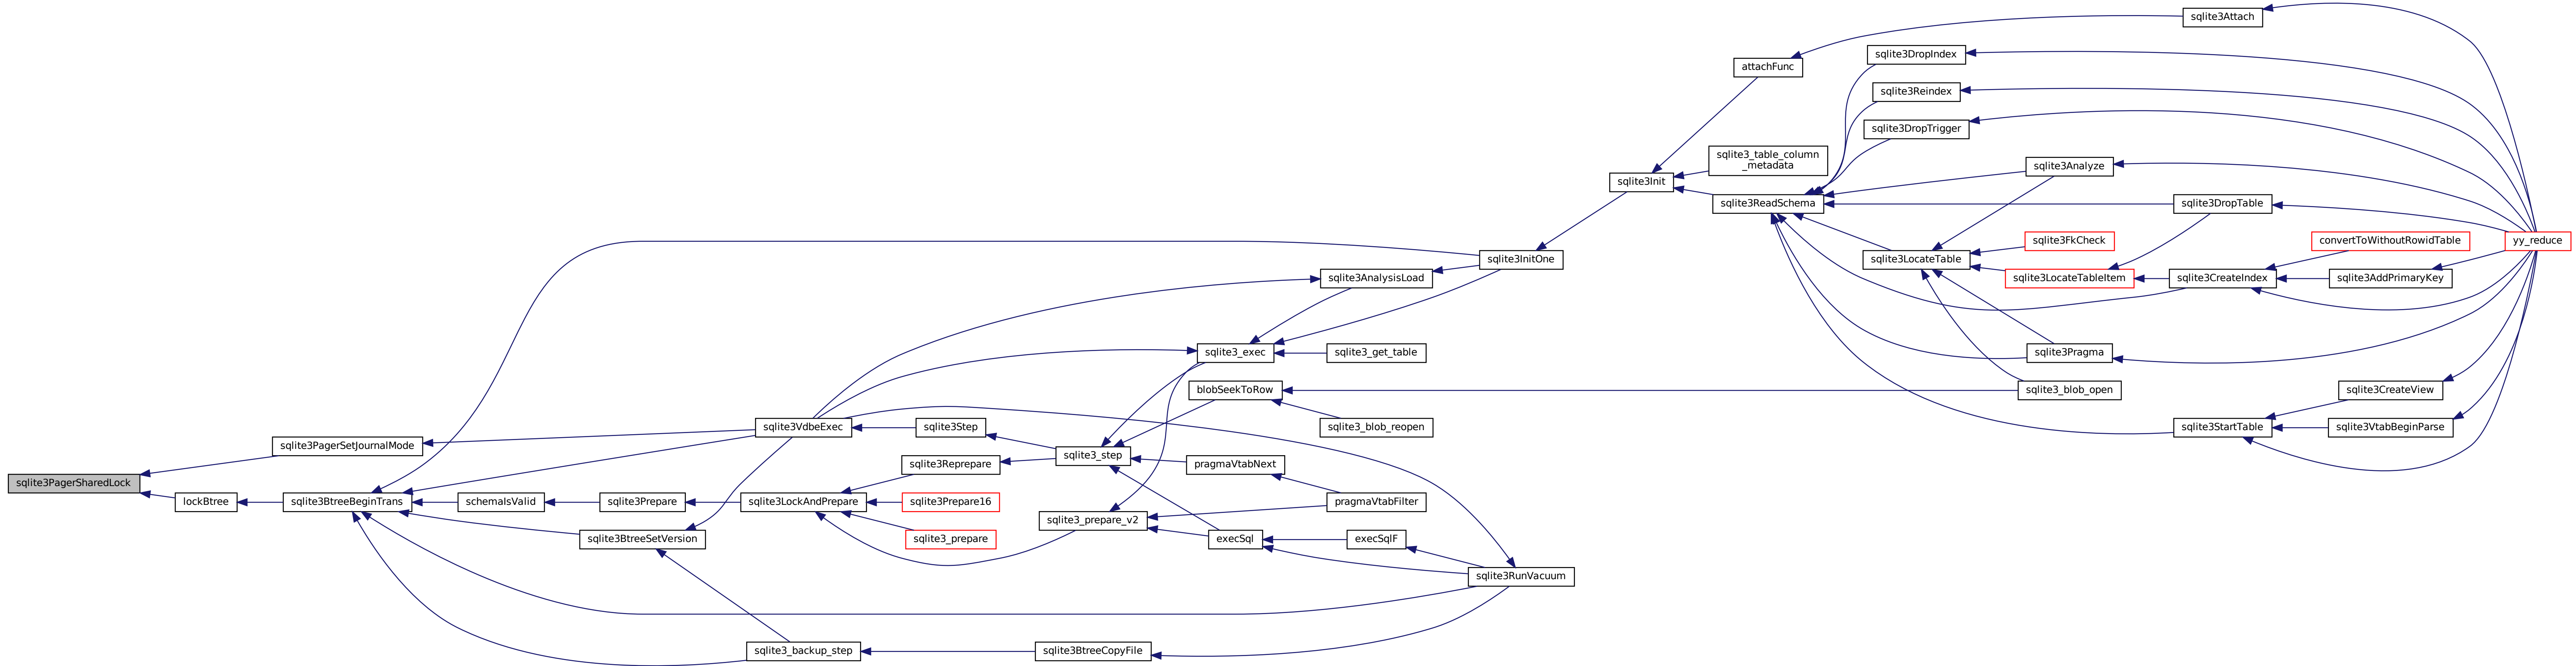 sqlite3PagerSharedLock
sqlite3PagerSetJournalMode
lockBtree
sqlite3BtreeBeginTrans
schemaIsValid
sqlite3BtreeSetVersion
sqlite3Prepare
sqlite3VdbeExec
sqlite3LockAndPrepare
sqlite3_backup_step
sqlite3Step
sqlite3Reprepare
sqlite3Prepare16
sqlite3_prepare
sqlite3_step
sqlite3_prepare_v2
sqlite3BtreeCopyFile
sqlite3_exec
blobSeekToRow
pragmaVtabNext
execSql
sqlite3AnalysisLoad
sqlite3_get_table
sqlite3_blob_reopen
pragmaVtabFilter
execSqlF
sqlite3InitOne
sqlite3RunVacuum
sqlite3Init
attachFunc
sqlite3_table_column
_metadata
sqlite3ReadSchema
sqlite3DropIndex
sqlite3Reindex
sqlite3DropTrigger
sqlite3LocateTable
sqlite3Analyze
sqlite3FkCheck
sqlite3LocateTableItem
sqlite3Pragma
sqlite3_blob_open
sqlite3Attach
sqlite3DropTable
sqlite3CreateIndex
sqlite3StartTable
convertToWithoutRowidTable
sqlite3AddPrimaryKey
sqlite3CreateView
sqlite3VtabBeginParse
yy_reduce